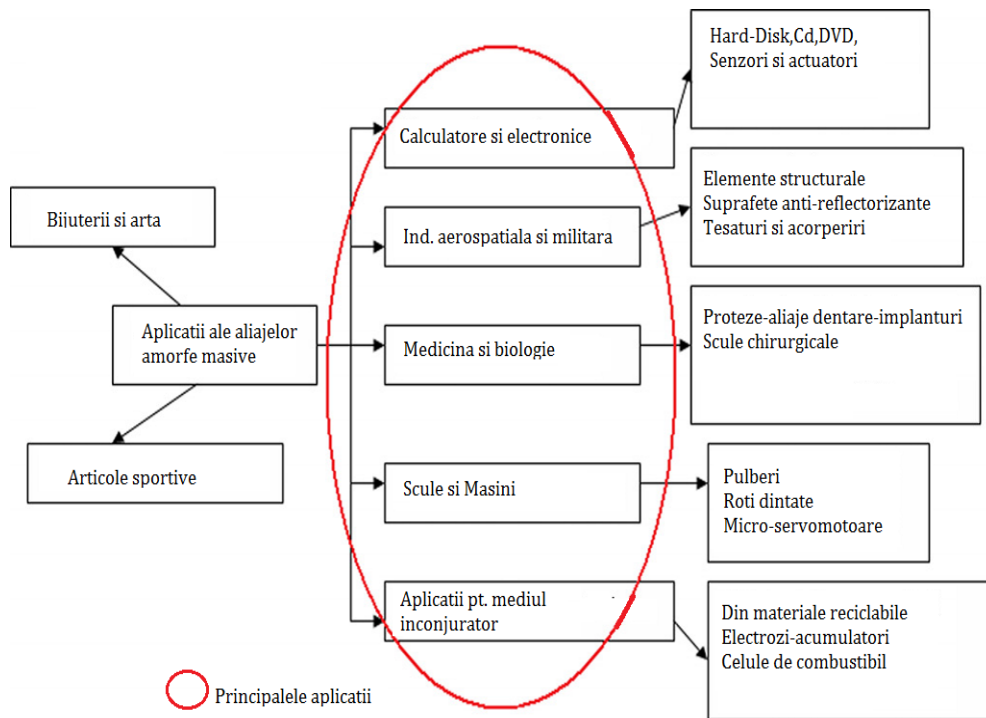 Hard-Disk,Cd,DVD,
Senzori si actuatori
Calculatore si electronice
Elemente structurale
Suprafete anti-reflectorizante
Tesaturi si acorperiri
Bijuterii si arta
Ind. aerospatiala si militara
Aplicatii ale aliajelor
amorfe masive
Medicina si biologie
Proteze-aliaje dentare-implanturi
Scule chirurgicale
Articole sportive
Scule si Masini
Pulberi
Roti dintate
Micro-servomotoare
Aplicatii pt. mediul
inconjurator
Din materiale reciclabile
Electrozi-acumulatori
Celule de combustibil
Principalele aplicatii